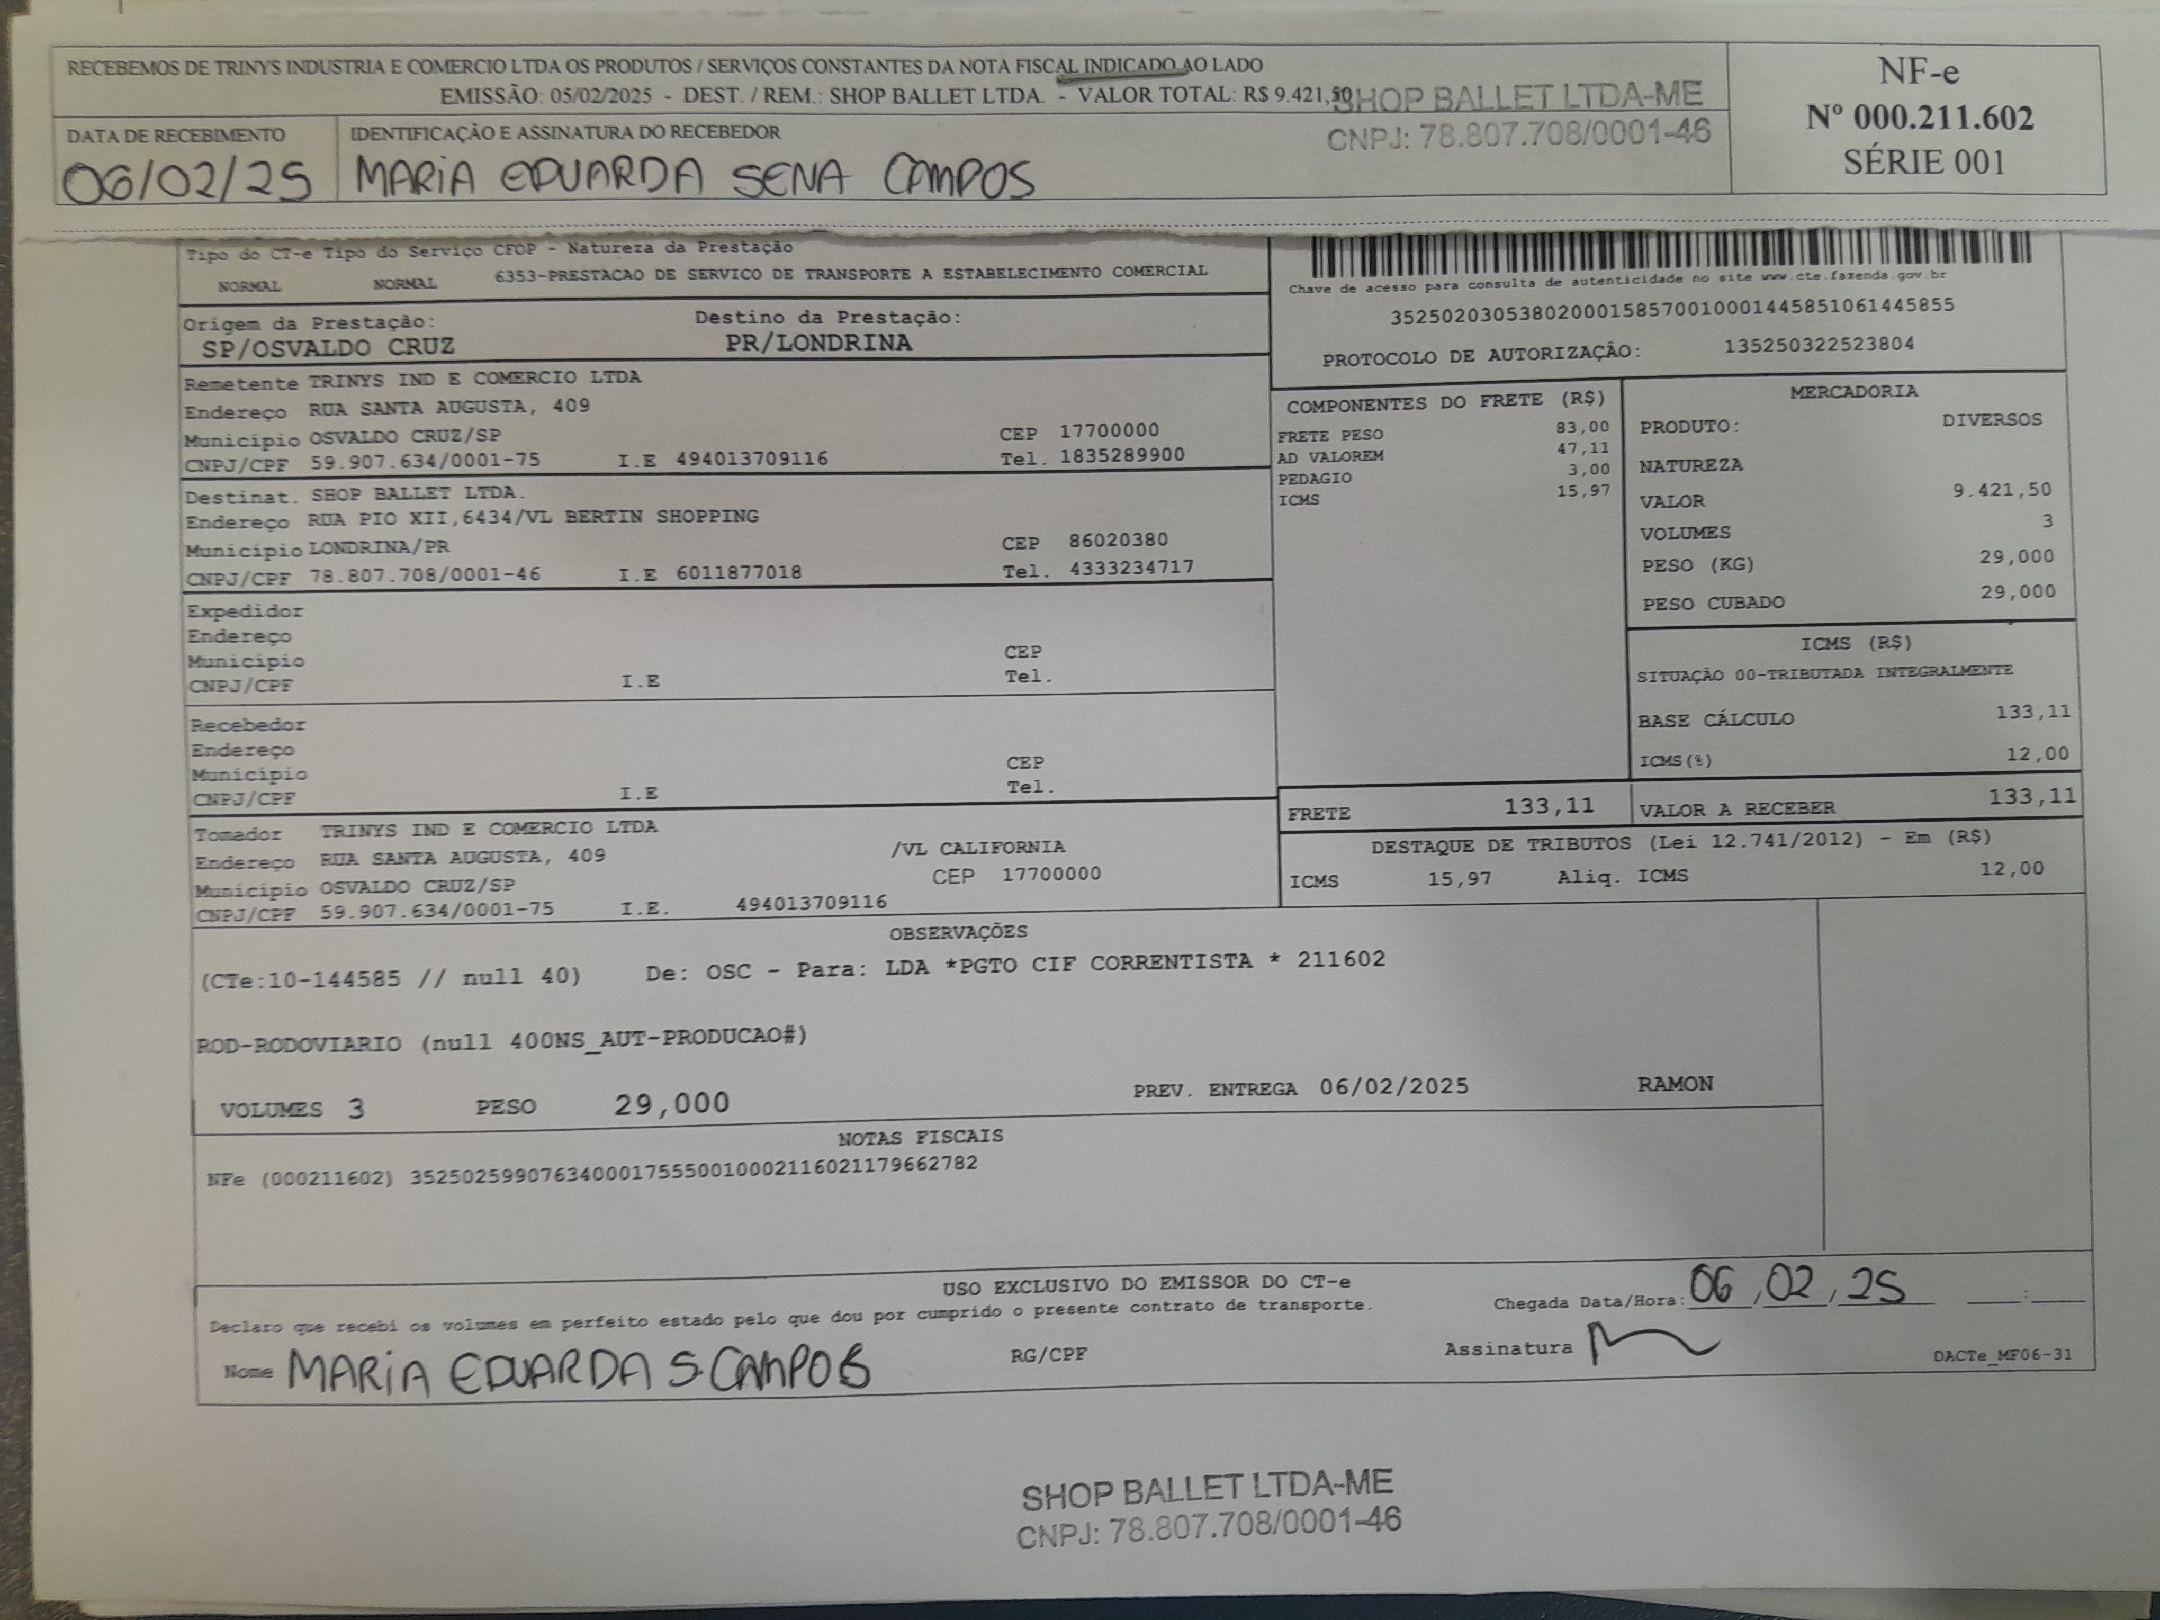 RECEBEMOS DE TRINYS INDUSTRIA E COMERCIO LTDA OS PRODUTOS / SERVIÇOS CONSTANTES DA NOTA FISCAL INDICADO AO LADO
EMISSÃO: 05/02/2025 - DEST. / REM.: SHOP BALLET LTDA. - VALOR TOTAL: R$ 9.421,50
SHOP BALLET LTDA-ME
CNPJ: 78.807.708/0001-46
NF-e
Nº 000.211.602
SÉRIE 001
DATA DE RECEBIMENTO
06/02/25
IDENTIFICAÇÃO E ASSINATURA DO RECEBEDOR
MARIA EDUARDA SENA CAMPOS
Tipo do CT-e Tipo do Serviço CFOP - Natureza da Prestação
NORMAL NORMAL 6353-PRESTACAO DE SERVICO DE TRANSPORTE A ESTABELECIMENTO COMERCIAL
Chave de acesso para consulta de autenticidade no site www.cte.fazenda.gov.br
35250203053802000158570010001445851061445855
PROTOCOLO DE AUTORIZAÇÃO: 135250322523804
Origem da Prestação: Destino da Prestação:
SP/OSVALDO CRUZ PR/LONDRINA
Remetente TRINYS IND E COMERCIO LTDA
Endereço RUA SANTA AUGUSTA, 409
Município OSVALDO CRUZ/SP CEP 17700000
CNPJ/CPF 59.907.634/0001-75 I.E 494013709116 Tel. 1835289900
Destinat. SHOP BALLET LTDA.
Endereço RUA PIO XII,6434/VL BERTIN SHOPPING
Município LONDRINA/PR CEP 86020380
CNPJ/CPF 78.807.708/0001-46 I.E 6011877018 Tel. 4333234717
Expedidor
Endereço
Município CEP
CNPJ/CPF I.E Tel.
Recebedor
Endereço
Município CEP
CNPJ/CPF I.E Tel.
Tomador TRINYS IND E COMERCIO LTDA
Endereço RUA SANTA AUGUSTA, 409 /VL CALIFORNIA
Município OSVALDO CRUZ/SP CEP 17700000
CNPJ/CPF 59.907.634/0001-75 I.E. 494013709116
COMPONENTES DO FRETE (R$)
FRETE PESO 83,00
AD VALOREM 47,11
PEDAGIO 3,00
ICMS 15,97
MERCADORIA
PRODUTO: DIVERSOS
NATUREZA
VALOR 9.421,50
VOLUMES 3
PESO (KG) 29,000
PESO CUBADO 29,000
ICMS (R$)
SITUAÇÃO 00-TRIBUTADA INTEGRALMENTE
BASE CÁLCULO 133,11
ICMS(%) 12,00
FRETE 133,11 VALOR A RECEBER 133,11
DESTAQUE DE TRIBUTOS (Lei 12.741/2012) - Em (R$)
ICMS 15,97 Aliq. ICMS 12,00
OBSERVAÇÕES
(CTe:10-144585 // null 40) De: OSC - Para: LDA *PGTO CIF CORRENTISTA * 211602
ROD-RODOVIARIO (null 400NS_AUT-PRODUCAO#)
VOLUMES 3 PESO 29,000 PREV. ENTREGA 06/02/2025 RAMON
NOTAS FISCAIS
NFe (000211602) 35250259907634000175550010002116021179662782
USO EXCLUSIVO DO EMISSOR DO CT-e
Declaro que recebi os volumes em perfeito estado pelo que dou por cumprido o presente contrato de transporte.
Chegada Data/Hora: 06/02/25 :
Nome MARIA EDUARDA S CAMPOS RG/CPF Assinatura
DACTe_MF06-31
SHOP BALLET LTDA-ME
CNPJ: 78.807.708/0001-46